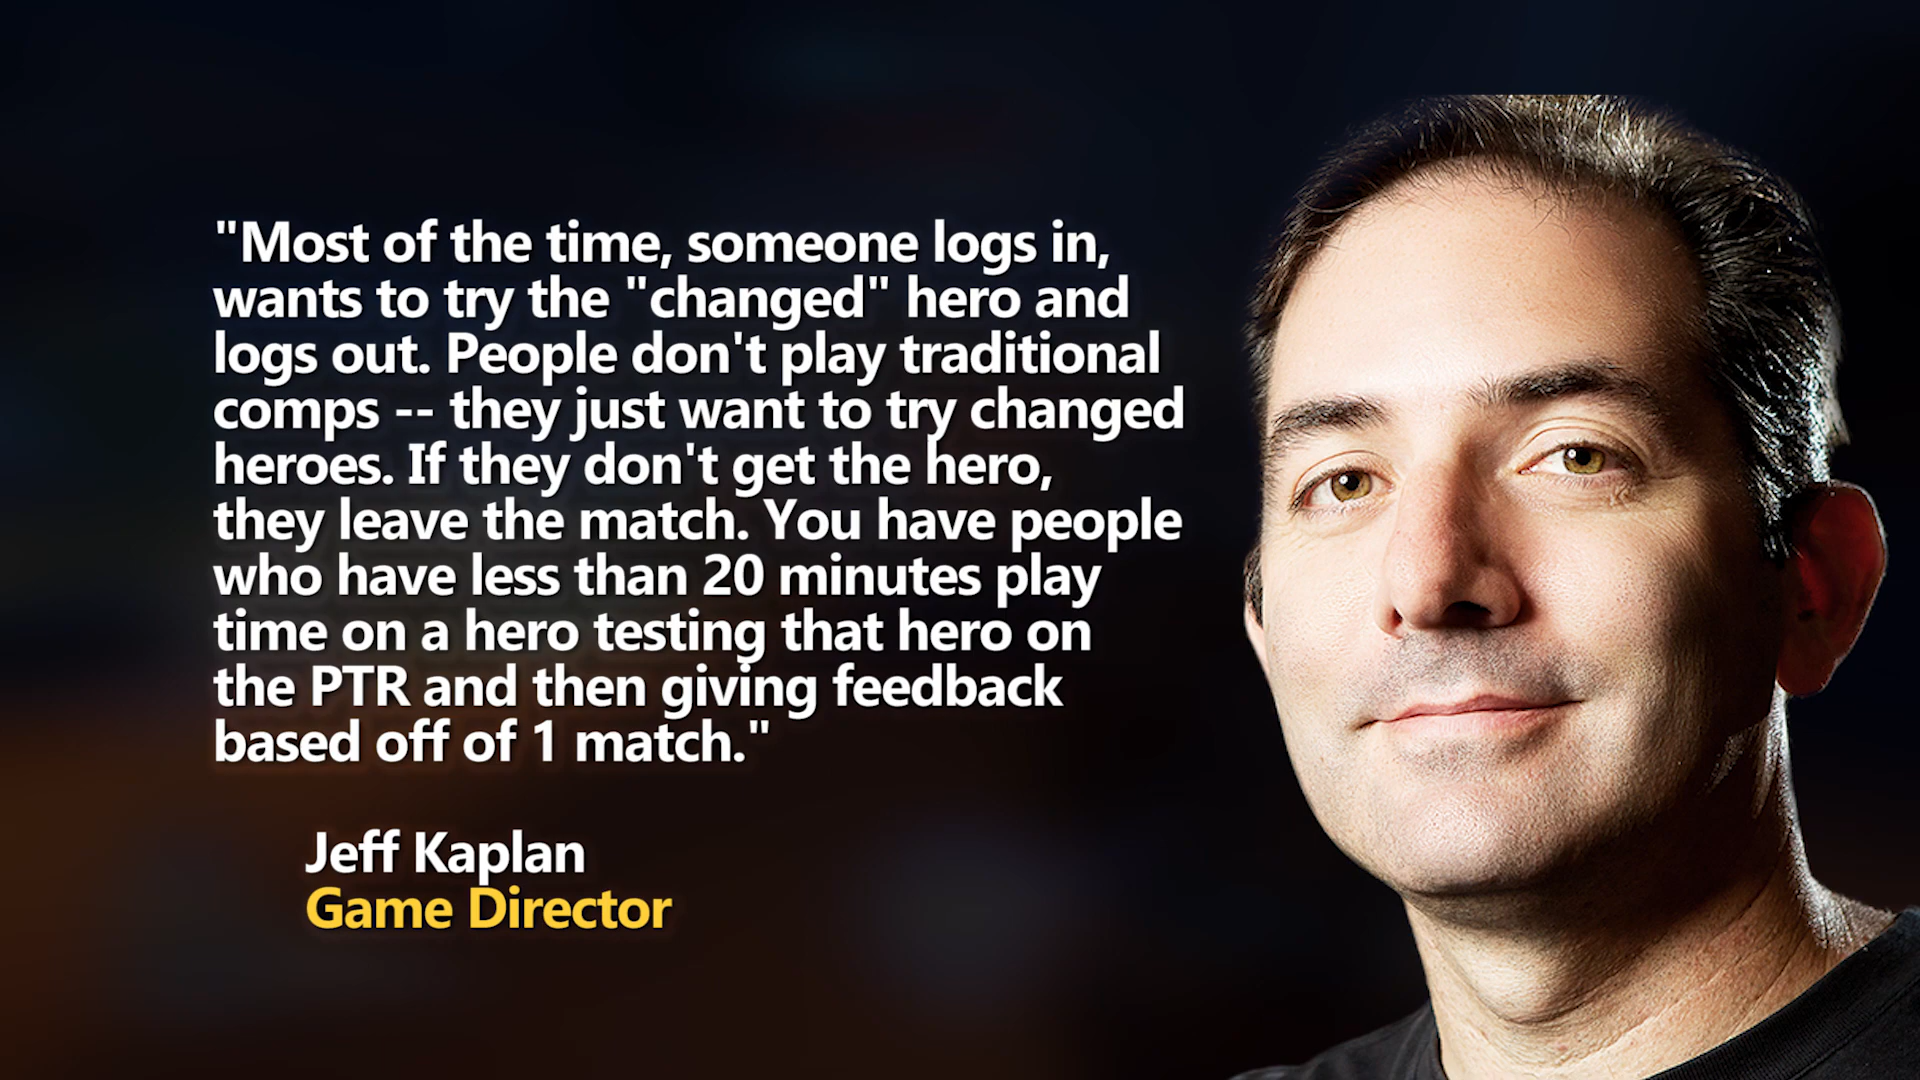 "Most of the time, someone logs in,
wants to try the "changed" hero and
logs out. People don't play traditional
comps -- they just want to try changed
heroes. If they don't get the hero,
they leave the match. You have people
who have less than 20 minutes play
time on a hero testing that hero on
the PTR and then giving feedback
based off of 1 match."
Jeff Kaplan
Game Director